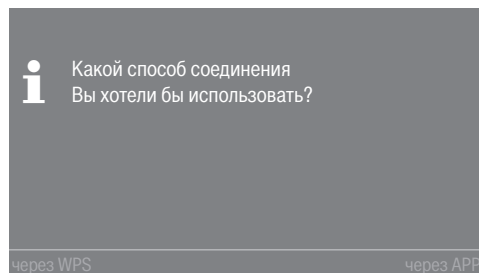 Какой способ соединения
Вы хотели бы использовать?
через WPS
через APP